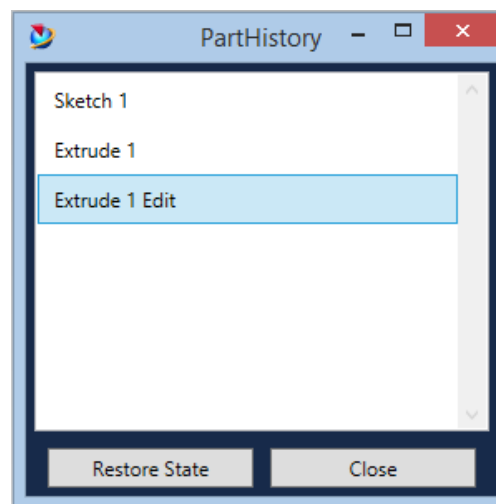 PartHistory
Sketch 1
Extrude 1
Extrude 1 Edit
Restore State
Close